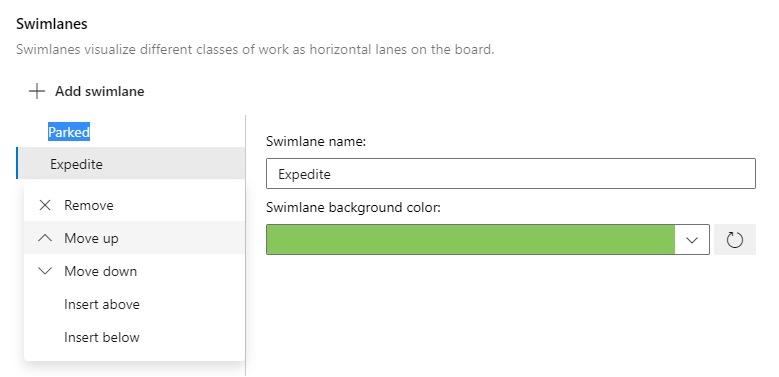 Swimlanes
Swimlanes visualize different classes of work as horizontal lanes on the board.
Add swimlane
Parked
Expedite
Remove
Move up
Move down
Insert above
Insert below
Swimlane name:
Expedite
Swimlane background color: